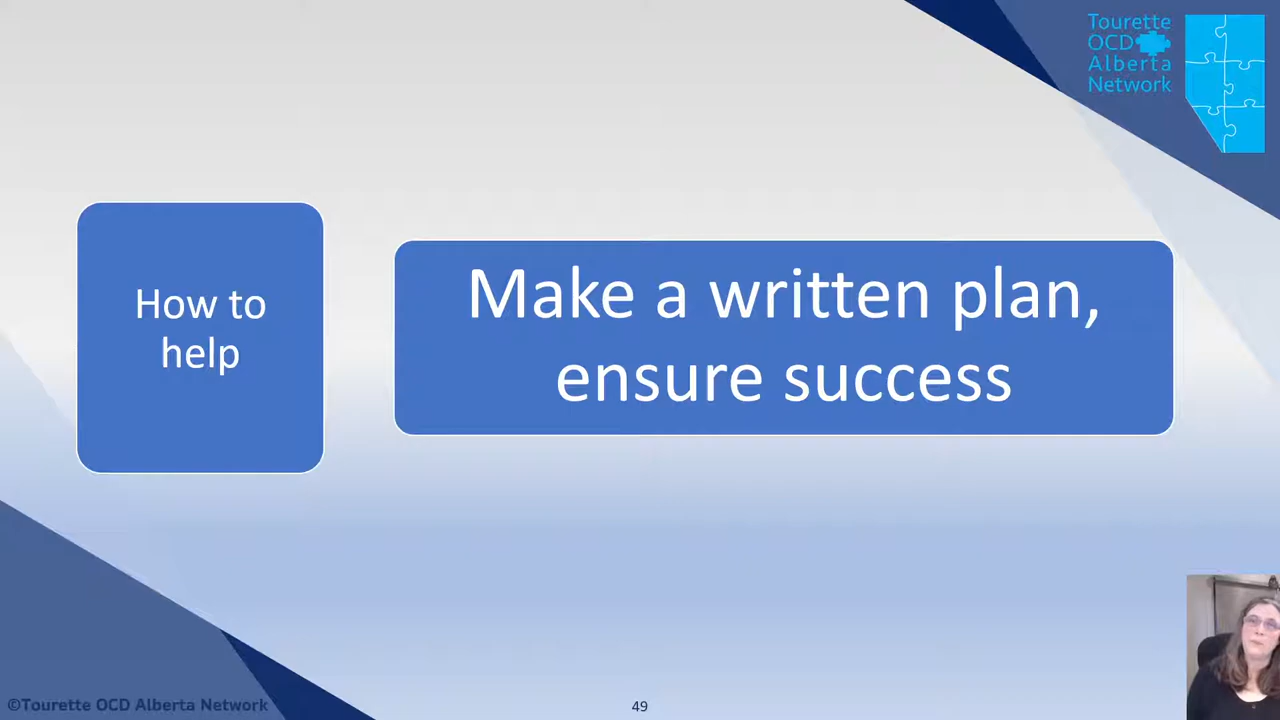 Tourette
OCD
Alberta
Network
How to
help
Make a written plan,
ensure success
©Tourette OCD Alberta Network
49